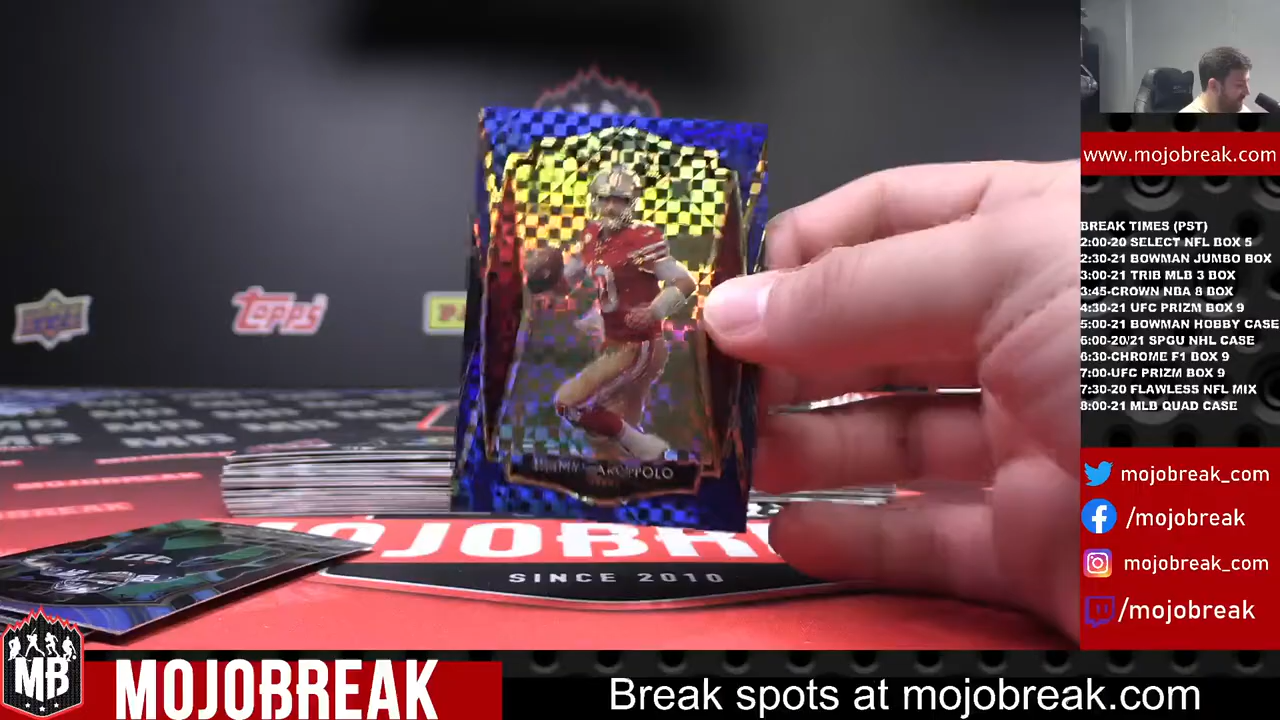 www.mojobreak.com
BREAK TIMES (PST)
2:00-20 SELECT NFL BOX 5
2:30-21 BOWMAN JUMBO BOX
3:00-21 TRIB MLB 3 BOX
3:45-CROWN NBA 8 BOX
4:30-21 UFC PRIZM BOX 9
5:00-21 BOWMAN HOBBY CASE
6:00-20/21 SPGU NHL CASE
6:30-CHROME F1 BOX 9
7:00-UFC PRIZM BOX 9
7:30-20 FLAWLESS NFL MIX
8:00-21 MLB QUAD CASE
mojobreak_com
/mojobreak
mojobreak_com
/mojobreak
Topps
MOJOBR
SINCE 2010
MB
MOJOBREAK
Break spots at mojobreak.com